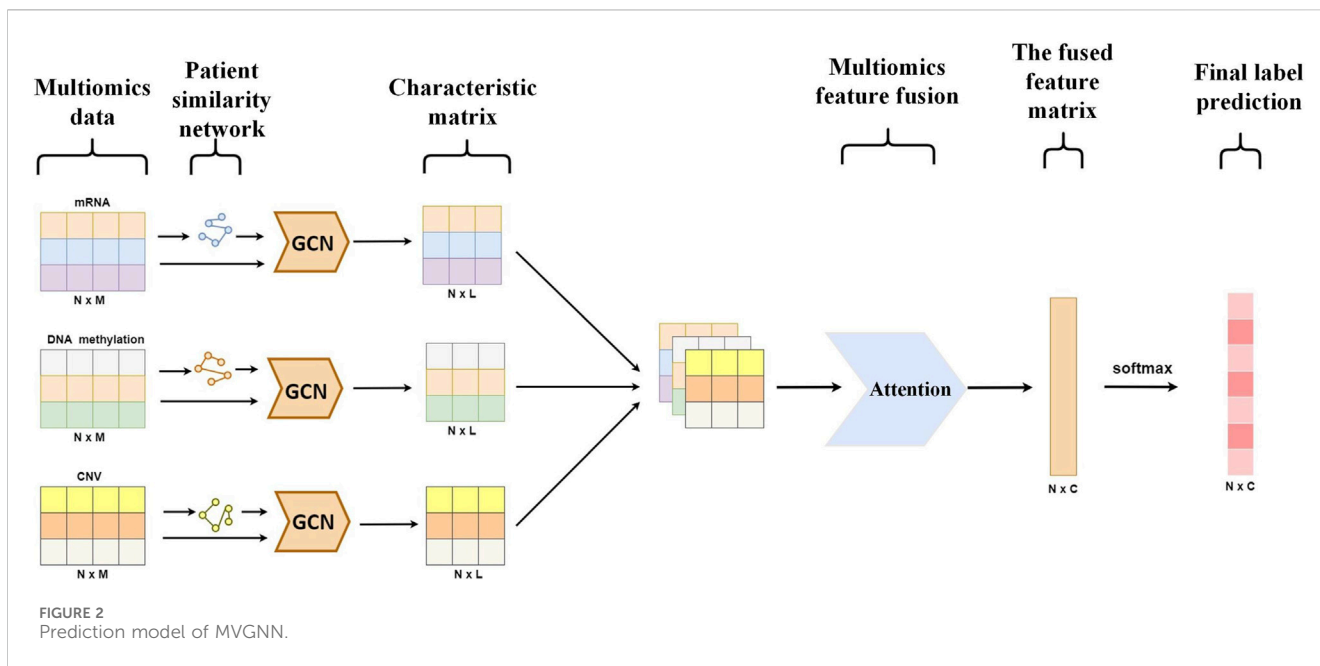 Multiomics
data
Patient
similarity
network
Characteristic
matrix
Multiomics
feature fusion
The fused
feature
matrix
Final label
prediction
mRNA
N x M
GCN
N x L
DNA methylation
N x M
GCN
N x L
CNV
N x M
GCN
N x L
Attention
N x C
softmax
N x C
FIGURE 2
Prediction model of MVGNN.